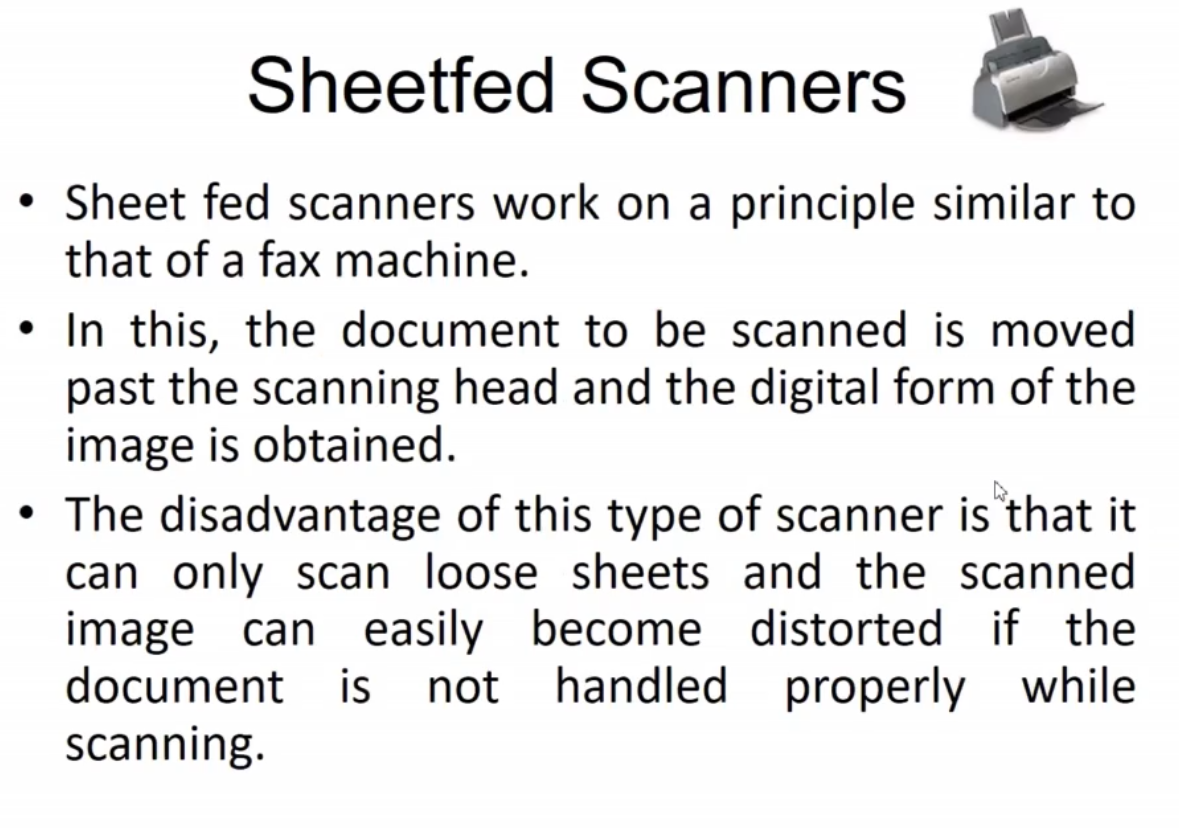 Sheetfed Scanners
• Sheet fed scanners work on a principle similar to
that of a fax machine.
• In this, the document to be scanned is moved
past the scanning head and the digital form of the
image is obtained.
• The disadvantage of this type of scanner is that it
can only scan loose sheets and the scanned
image can easily become distorted if the
document is not handled properly while
scanning.